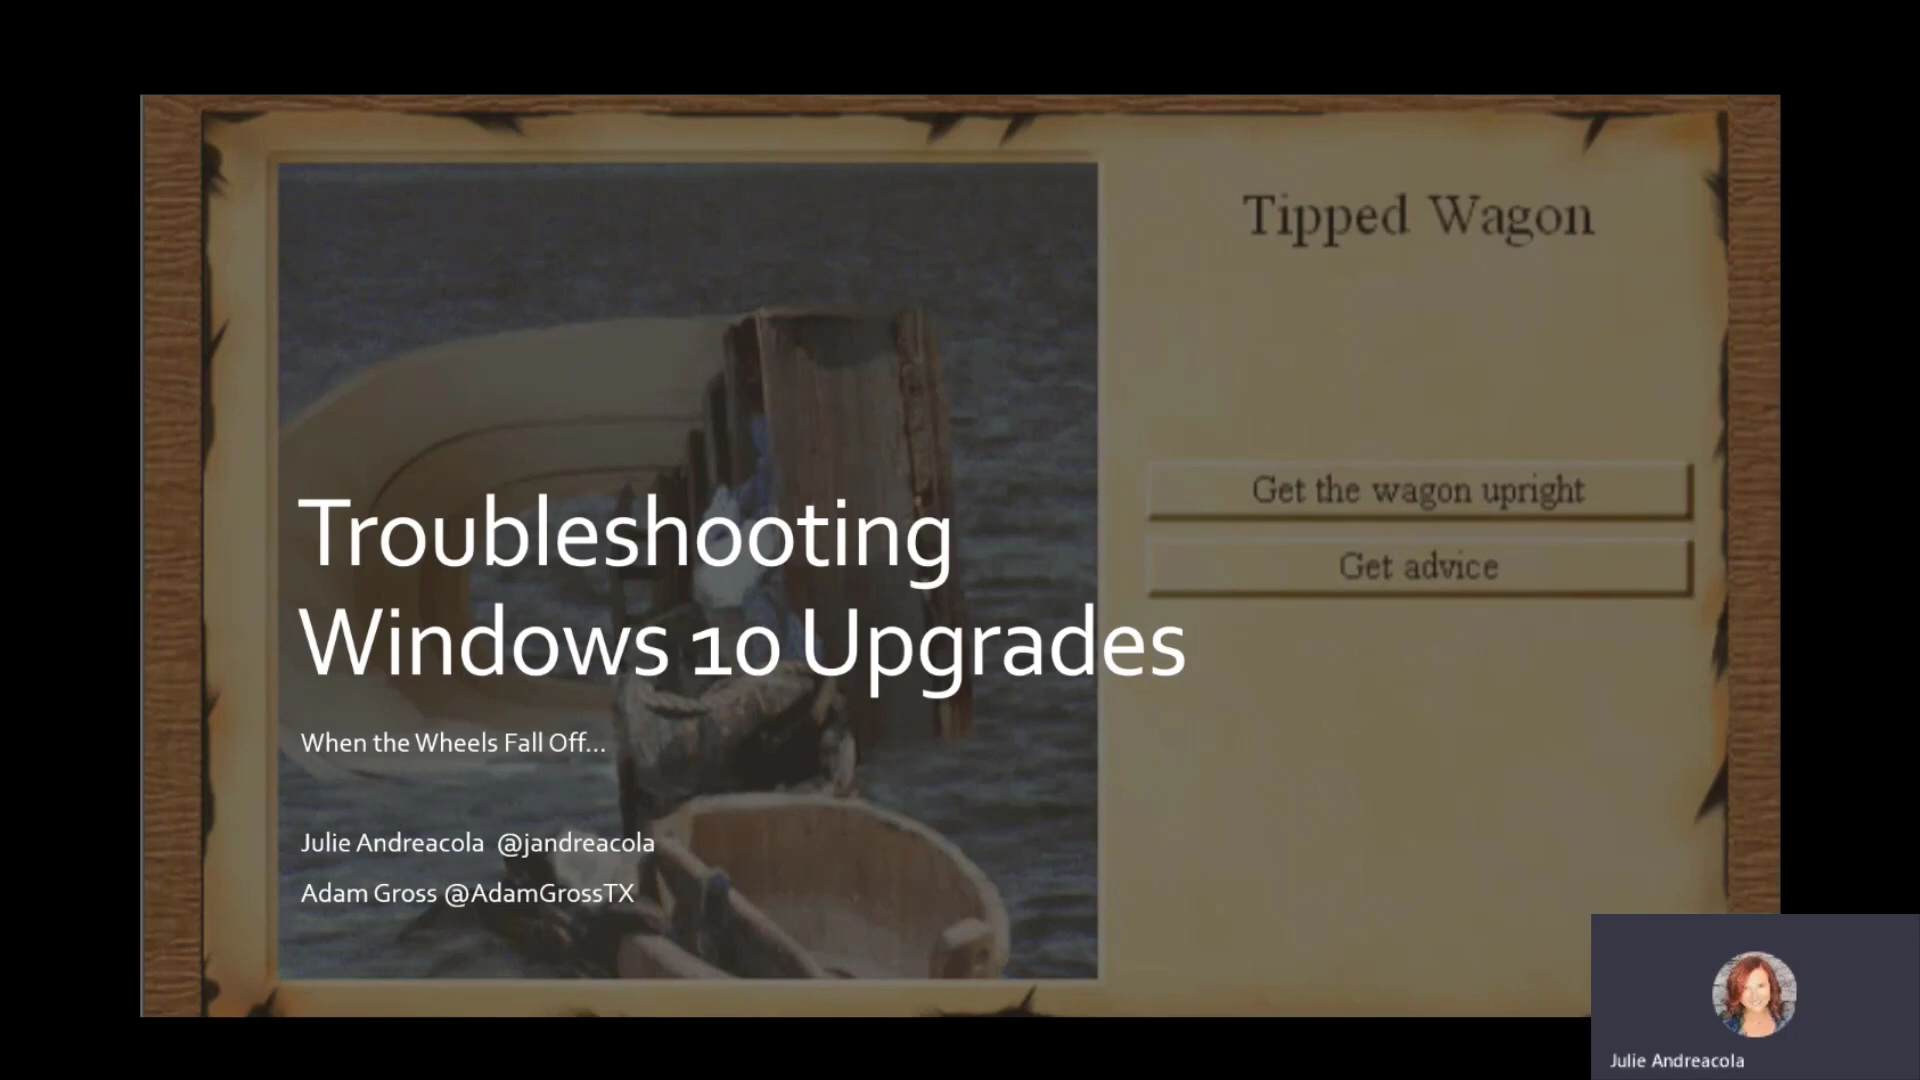 Tipped Wagon
Get the wagon upright
Get advice
Troubleshooting
Windows 10 Upgrades
When the Wheels Fall Off...
Julie Andreacola @jandreacola
Adam Gross @AdamGrossTX
Julie Andreacola